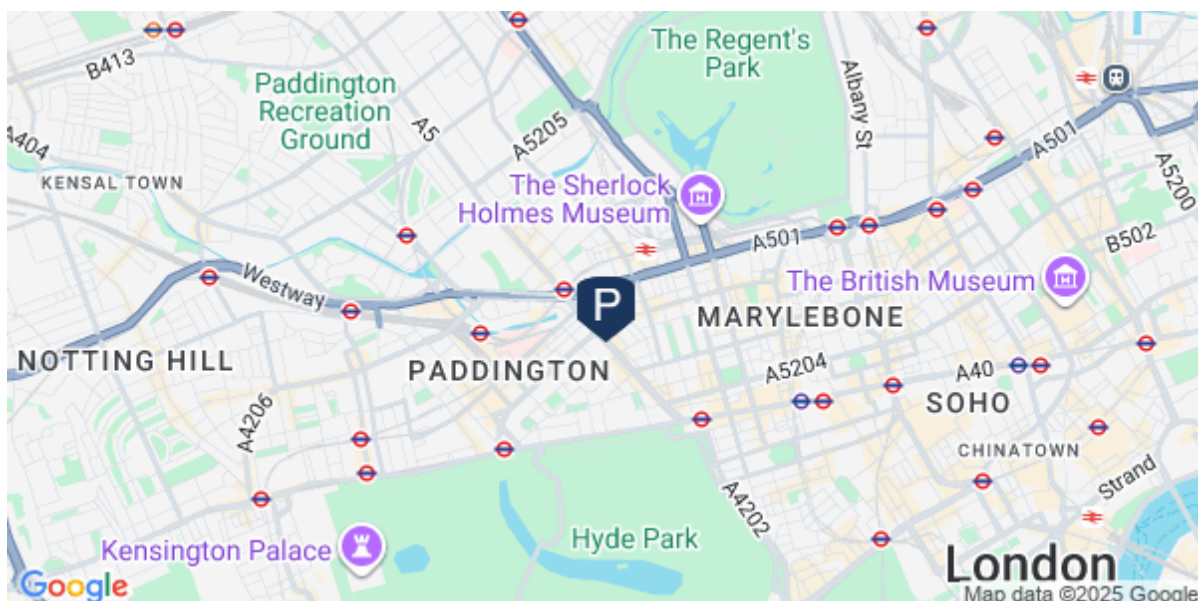 The Regent's
Park
B413
Paddington
Recreation
Ground
A5
A5205
Albany St
A501
A404
KENSAL TOWN
A5200
The Sherlock
Holmes Museum
A501
B502
Westway
The British Museum
P
MARYLEBONE
NOTTING HILL
PADDINGTON
A5204
A40
SOHO
A4206
CHINATOWN
Strand
A4202
Kensington Palace
Hyde Park
London
Google
Map data ©2025 Google